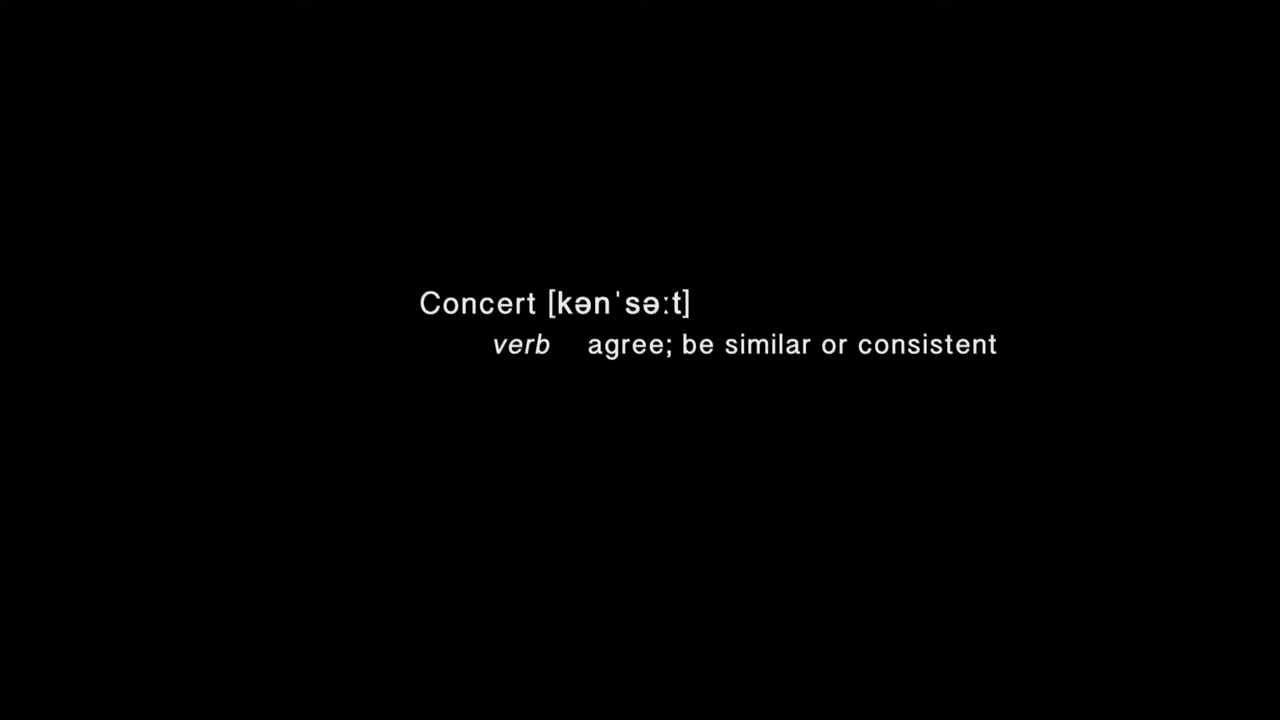 Concert [kənˈsəːt]
verb agree; be similar or consistent